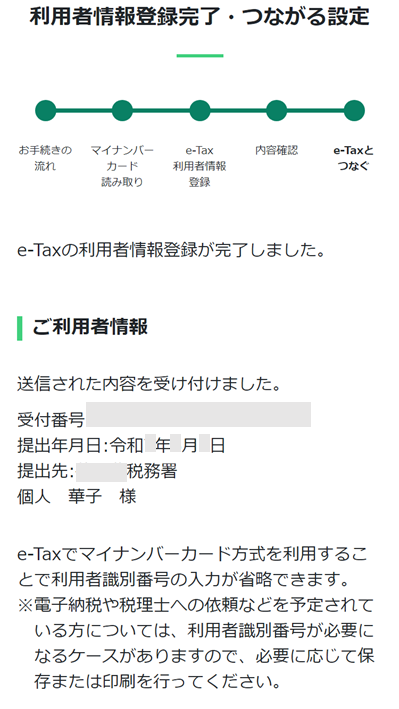 利用者情報登録完了・つながる設定
お手続きの
流れ
マイナンバー
カード
読み取り
e-Tax
利用者情報
登録
内容確認
e-Taxと
つなぐ
e-Taxの利用者情報登録が完了しました。
ご利用者情報
送信された内容を受け付けました。
受付番号
提出年月日:令和 年 月 日
提出先: 税務署
個人 華子 様
e-Taxでマイナンバーカード方式を利用するこ
とで利用者識別番号の入力が省略できます。
※電子納税や税理士への依頼などを予定されて
いる方については、利用者識別番号が必要に
なるケースがありますので、必要に応じて保
存または印刷を行ってください。